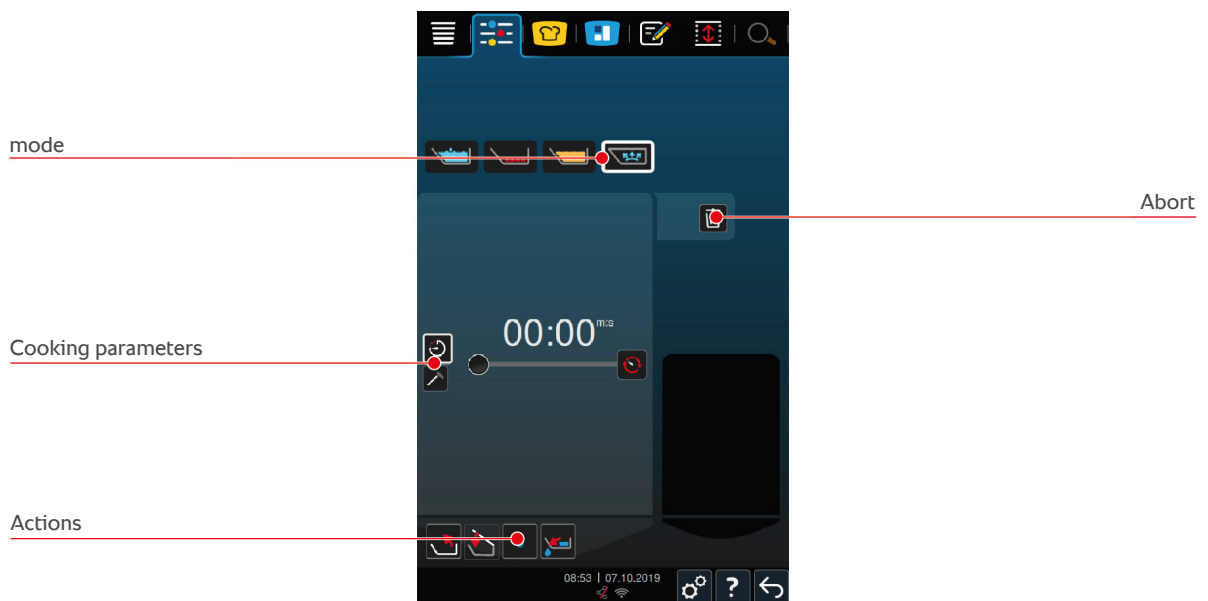 mode
Abort
00:00 m:s
Cooking parameters
Actions
08:53 | 07.10.2019
?